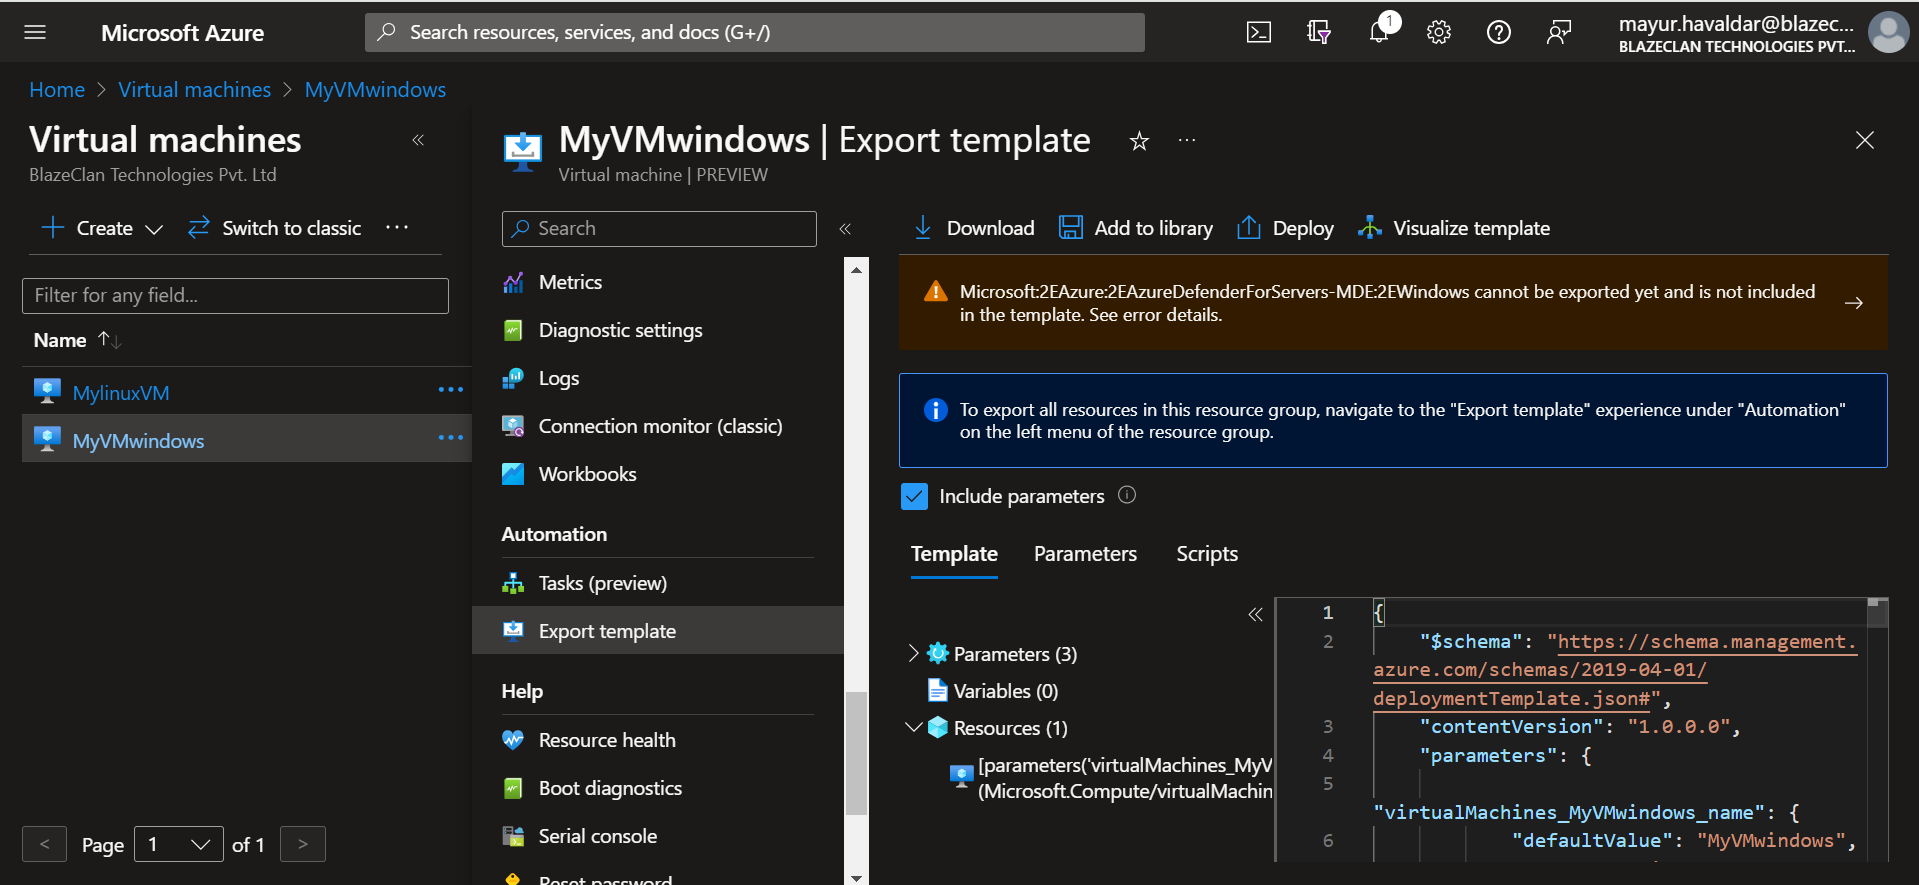 Microsoft Azure
Search resources, services, and docs (G+/)
1
mayur.havaldar@blazec...
BLAZECLAN TECHNOLOGIES PVT...
Home > Virtual machines > MyVMwindows
Virtual machines
BlazeClan Technologies Pvt. Ltd
Create
Switch to classic
Filter for any field...
Name
MylinuxVM
MyVMwindows
< Page 1 of 1 >
MyVMwindows | Export template
Virtual machine | PREVIEW
Search
Metrics
Diagnostic settings
Logs
Connection monitor (classic)
Workbooks
Automation
Tasks (preview)
Export template
Help
Resource health
Boot diagnostics
Serial console
Reset password
Download
Add to library
Deploy
Visualize template
Microsoft:2EAzure:2EAzureDefenderForServers-MDE:2EWindows cannot be exported yet and is not included
in the template. See error details.
To export all resources in this resource group, navigate to the "Export template" experience under "Automation"
on the left menu of the resource group.
Include parameters
Template
Parameters
Scripts
Parameters (3)
Variables (0)
Resources (1)
[parameters('virtualMachines_MyV
(Microsoft.Compute/virtualMachin
1 {
2 "$schema": "https://schema.management.
azure.com/schemas/2019-04-01/
deploymentTemplate.json#",
3 "contentVersion": "1.0.0.0",
4 "parameters": {
5
"virtualMachines_MyVMwindows_name": {
6 "defaultValue": "MyVMwindows",